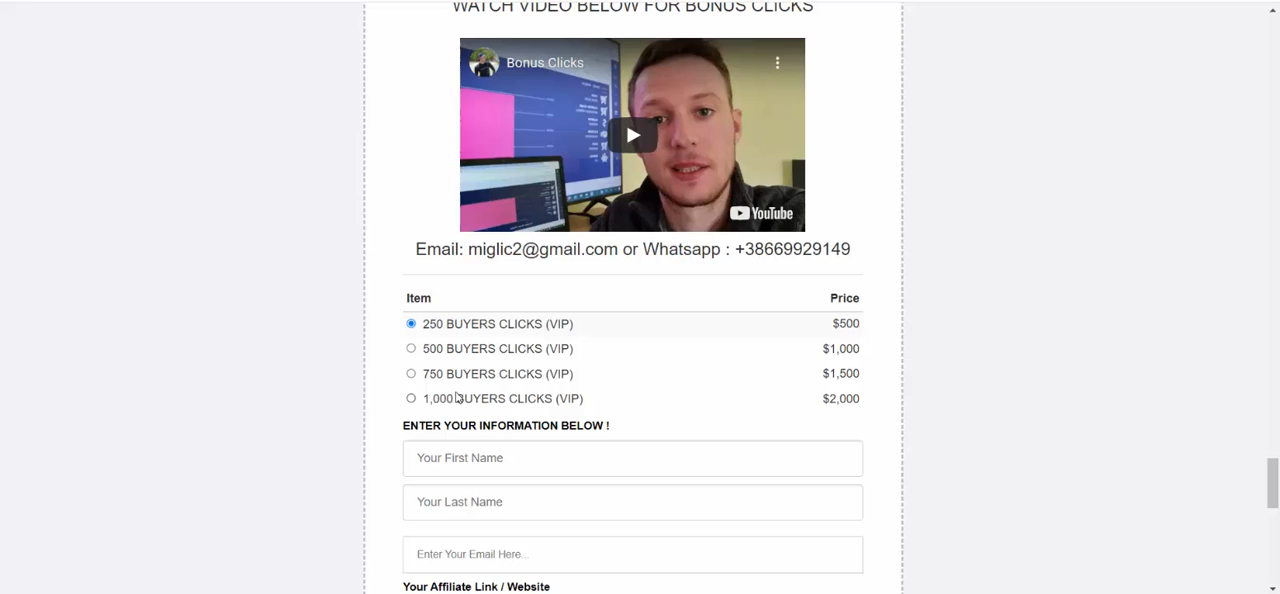 WATCH VIDEO BELOW FOR BONUS CLICKS
Bonus Clicks
YouTube
Email: miglic2@gmail.com or Whatsapp : +38669929149
Item Price
250 BUYERS CLICKS (VIP) $500
500 BUYERS CLICKS (VIP) $1,000
750 BUYERS CLICKS (VIP) $1,500
1,000 BUYERS CLICKS (VIP) $2,000
ENTER YOUR INFORMATION BELOW !
Your First Name
Your Last Name
Enter Your Email Here...
Your Affiliate Link / Website